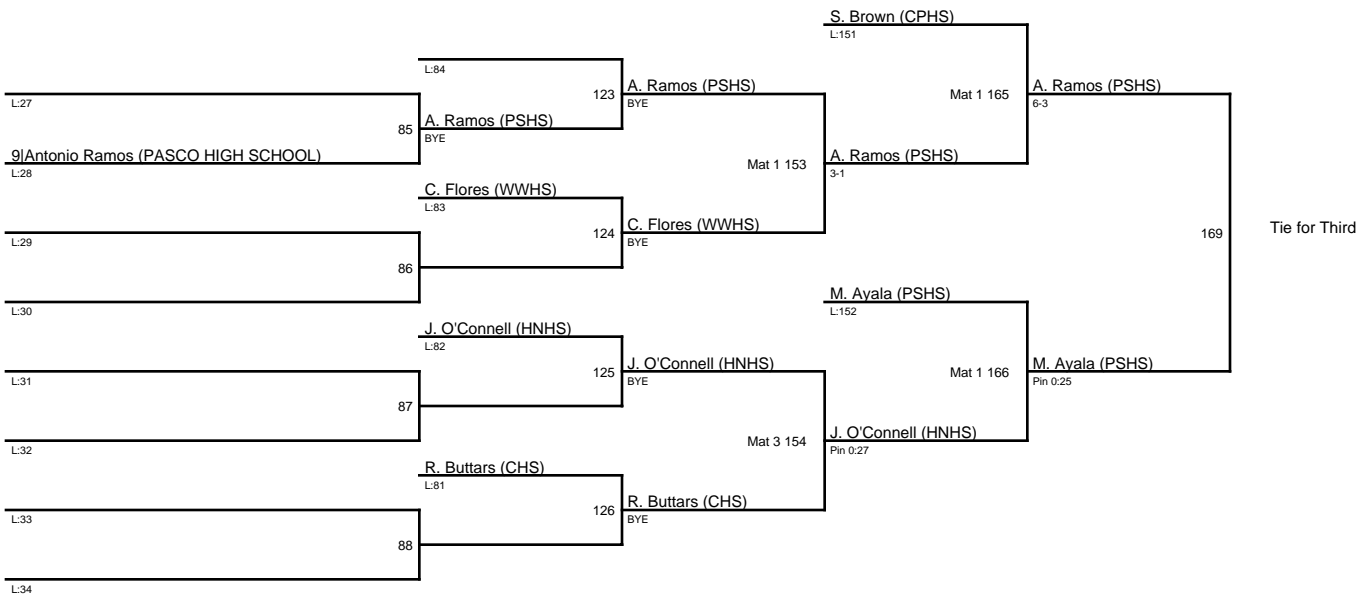 S. Brown (CPHS)
L:151
L:84
L:27
123
A. Ramos (PSHS)
BYE
Mat 1 165
A. Ramos (PSHS)
6-3
85
A. Ramos (PSHS)
BYE
9|Antonio Ramos (PASCO HIGH SCHOOL)
L:28
Mat 1 153
A. Ramos (PSHS)
3-1
C. Flores (WWHS)
L:83
L:29
124
C. Flores (WWHS)
BYE
169
Tie for Third
86
L:30
M. Ayala (PSHS)
L:152
J. O'Connell (HNHS)
L:82
L:31
125
J. O'Connell (HNHS)
BYE
Mat 1 166
M. Ayala (PSHS)
Pin 0:25
87
L:32
Mat 3 154
J. O'Connell (HNHS)
Pin 0:27
R. Buttars (CHS)
L:81
L:33
126
R. Buttars (CHS)
BYE
88
L:34